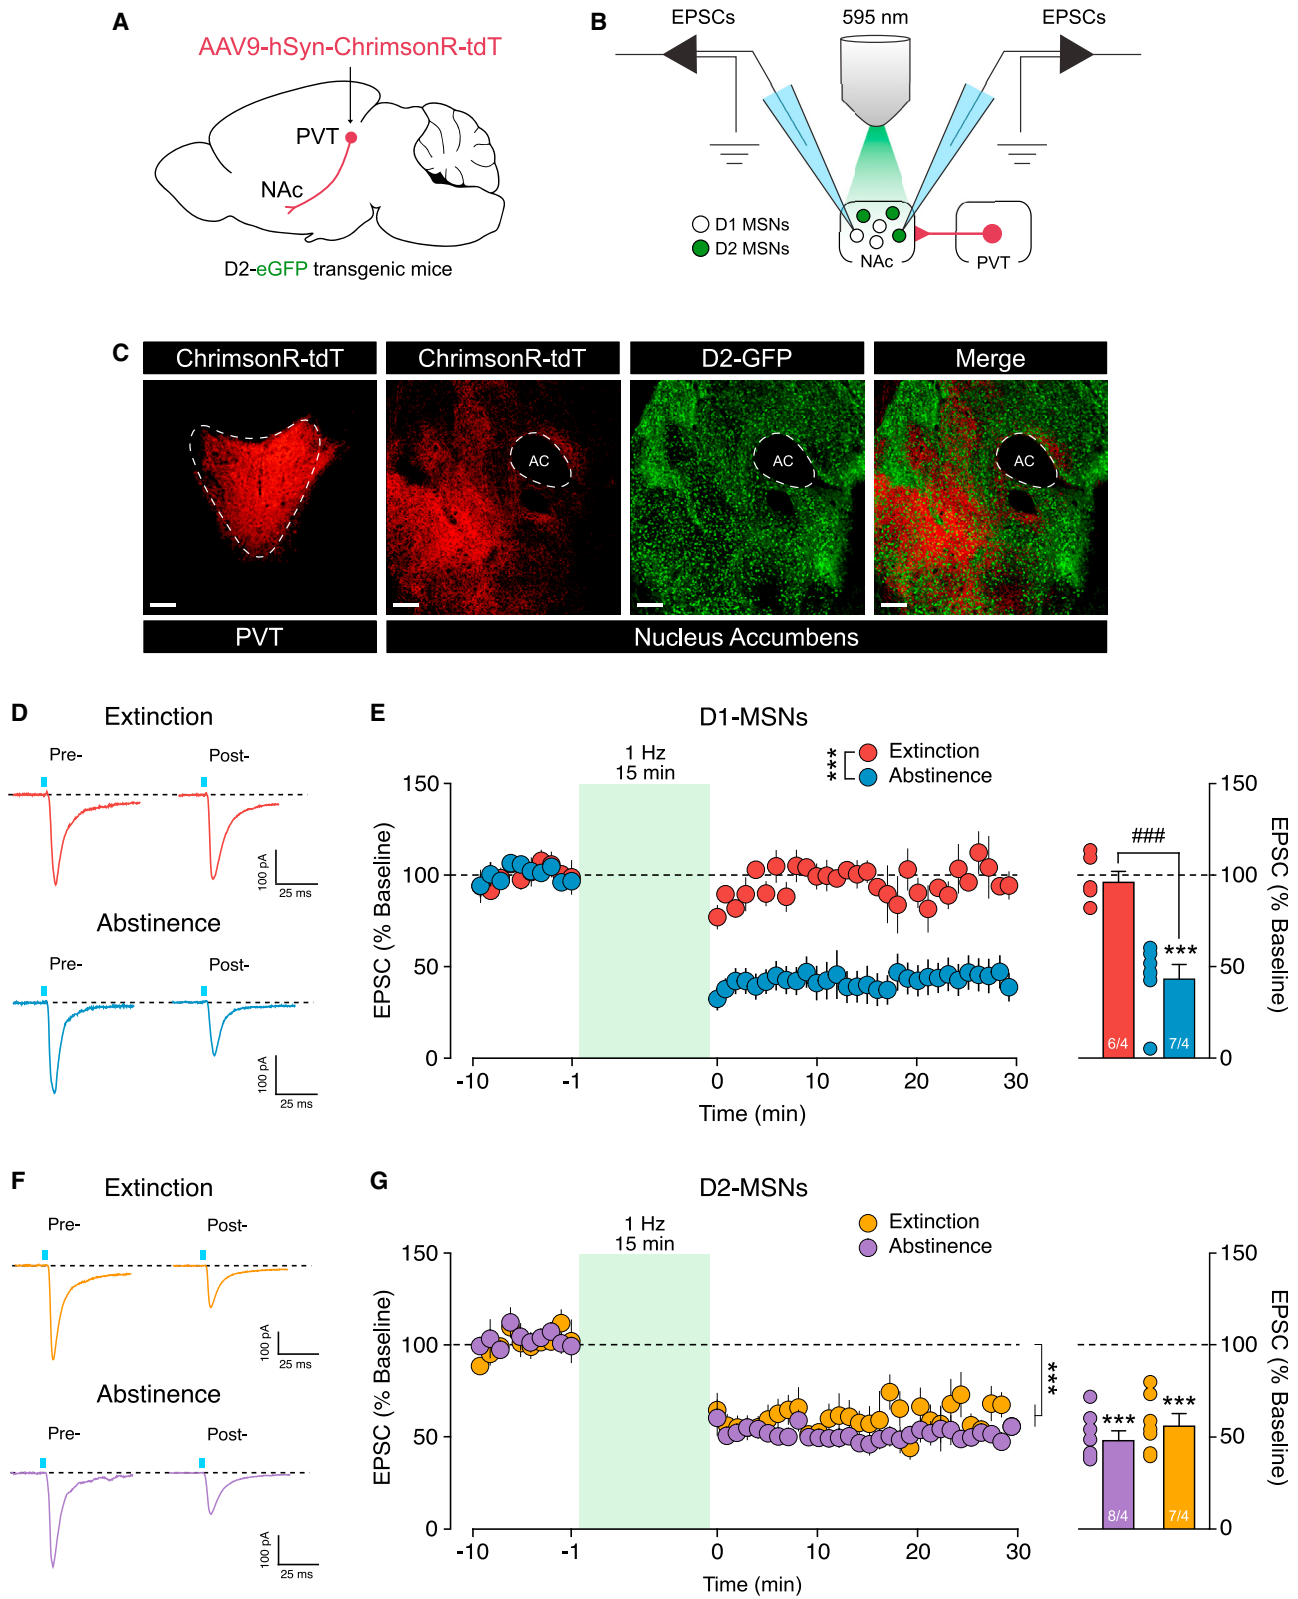 A
AAV9-hSyn-ChrimsonR-tdT
PVT
NAc
D2-eGFP transgenic mice
B
EPSCs
595 nm
EPSCs
D1 MSNs
D2 MSNs
NAc
PVT
C
ChrimsonR-tdT
ChrimsonR-tdT
D2-GFP
Merge
AC
AC
AC
PVT
Nucleus Accumbens
D
Extinction
Pre-
Post-
100 pA
25 ms
Abstinence
Pre-
Post-
100 pA
25 ms
E
D1-MSNs
1 Hz
15 min
***
Extinction
Abstinence
EPSC (% Baseline)
150
100
50
0
-10
-1
0
10
20
30
Time (min)
###
***
6/4
7/4
150
100
50
0
EPSC (% Baseline)
F
Extinction
Pre-
Post-
100 pA
25 ms
Abstinence
Pre-
Post-
100 pA
25 ms
G
D2-MSNs
1 Hz
15 min
Extinction
Abstinence
EPSC (% Baseline)
150
100
50
0
-10
-1
0
10
20
30
Time (min)
***
***
***
8/4
7/4
150
100
50
0
EPSC (% Baseline)